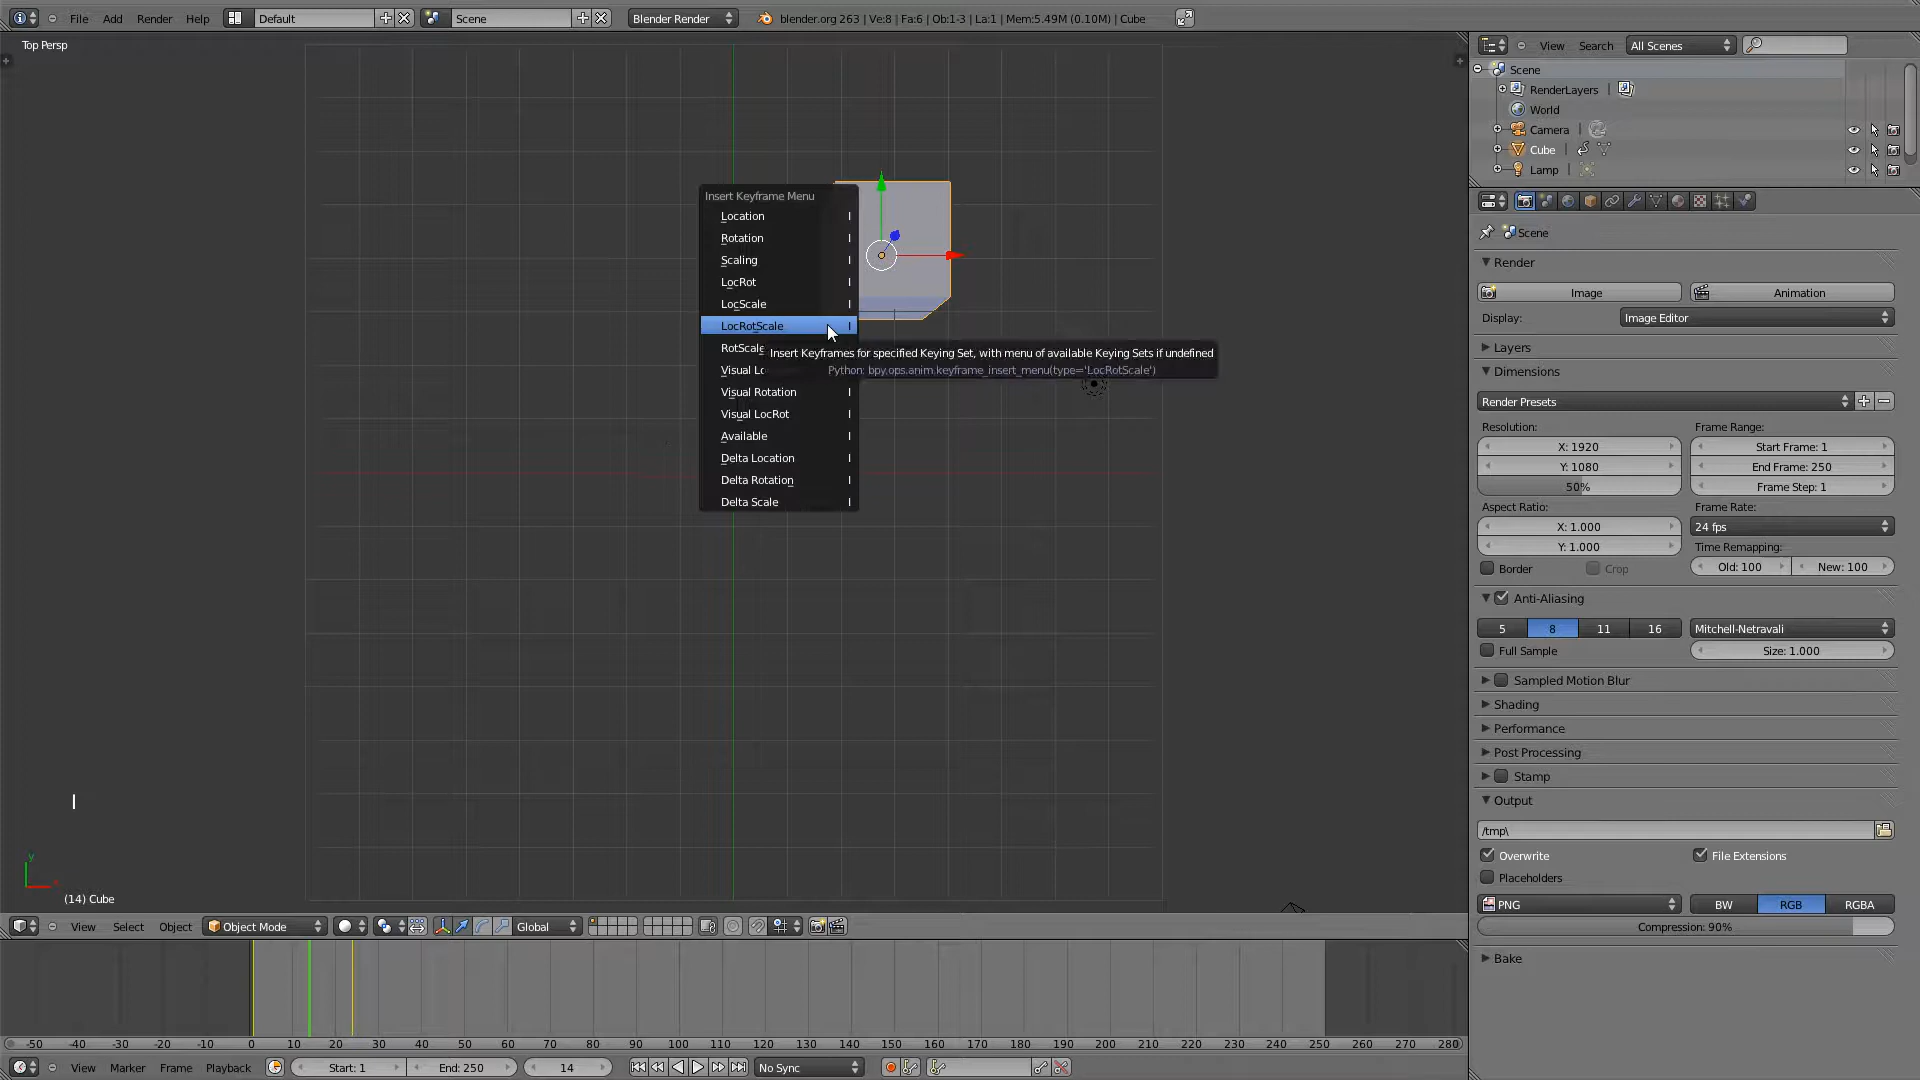 File Add Render Help Default Scene Blender Render blender.org 263 | Ve:8 | Fa:6 | Ob:1-3 | La:1 | Mem:5.49M (0.10M) | Cube
Top Persp
View Search All Scenes
Scene
RenderLayers |
World
Camera |
Cube |
Lamp |
Insert Keyframe Menu
Location I
Rotation I
Scaling I
LocRot I
LocScale I
LocRotScale I
RotScale
Visual Lo
Visual Rotation I
Visual LocRot I
Available I
Delta Location I
Delta Rotation I
Delta Scale I
Insert Keyframes for specified Keying Set, with menu of available Keying Sets if undefined
Python: bpy.ops.anim.keyframe_insert_menu(type='LocRotScale')
I
y
(14) Cube
Scene
Render
Image Animation
Display: Image Editor
Layers
Dimensions
Render Presets
Resolution: Frame Range:
X: 1920 Start Frame: 1
Y: 1080 End Frame: 250
50% Frame Step: 1
Aspect Ratio: Frame Rate:
X: 1.000 24 fps
Y: 1.000 Time Remapping:
Border Crop Old: 100 New: 100
Anti-Aliasing
5 8 11 16 Mitchell-Netravali
Full Sample Size: 1.000
Sampled Motion Blur
Shading
Performance
Post Processing
Stamp
Output
/tmp\
Overwrite File Extensions
Placeholders
PNG BW RGB RGBA
Compression: 90%
Bake
View Select Object Object Mode Global
-50 -40 -30 -20 -10 0 10 20 30 40 50 60 70 80 90 100 110 120 130 140 150 160 170 180 190 200 210 220 230 240 250 260 270 280
View Marker Frame Playback Start: 1 End: 250 14 No Sync